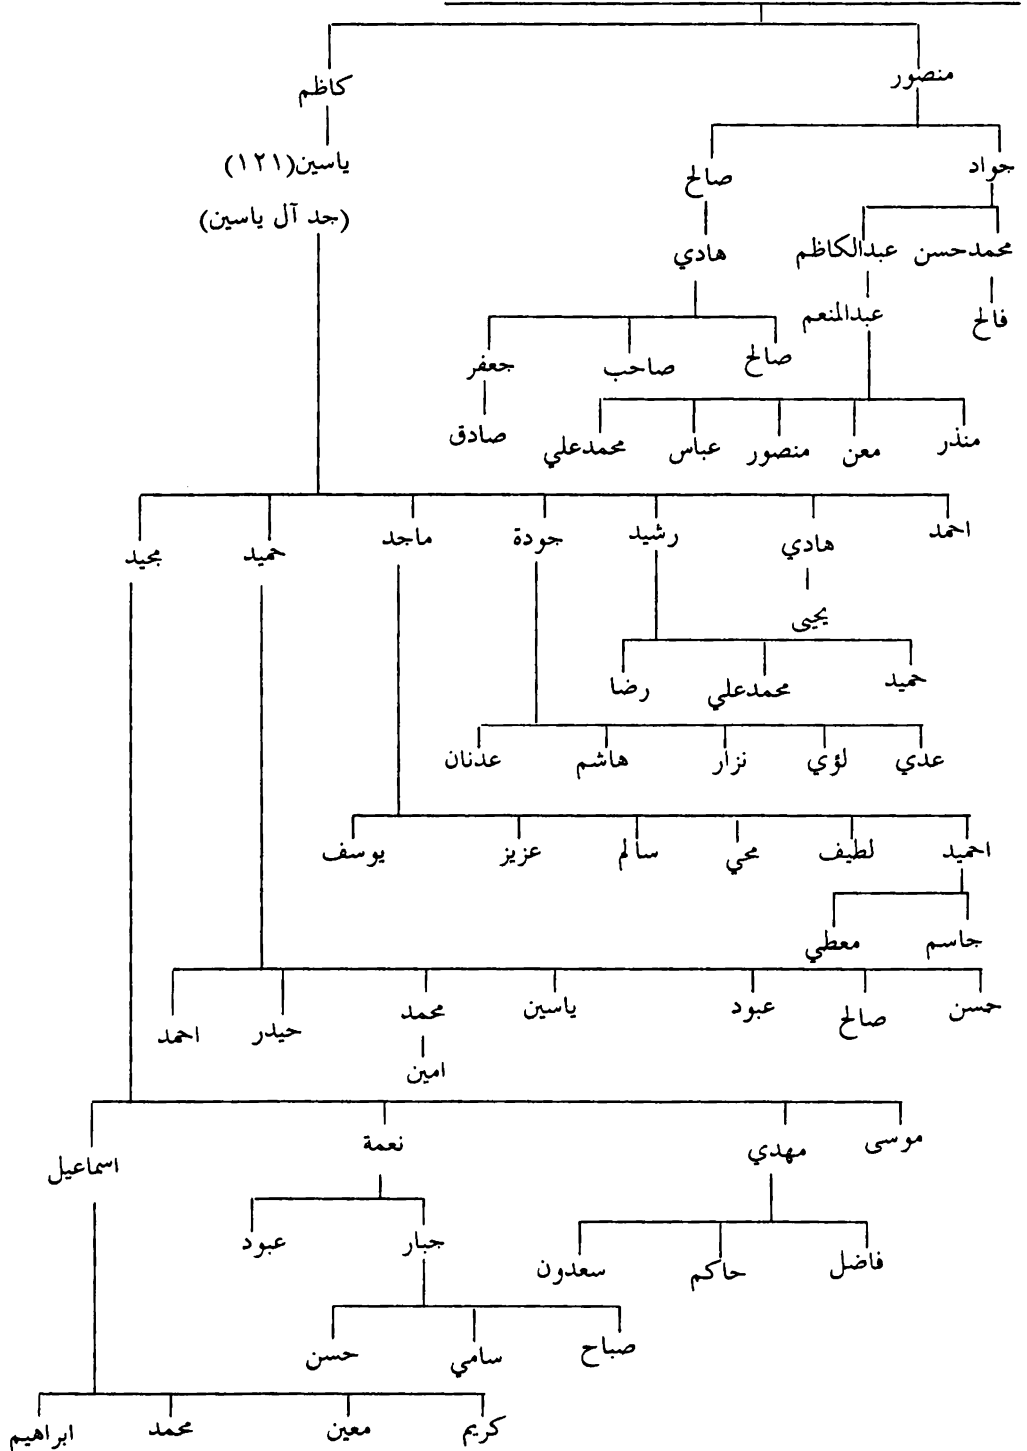 منصور كاظم
جواد صالح ياسين(١٢١)
(جد آل ياسين)
محمدحسن عبدالكاظم هادي
فالح عبدالمنعم
صالح صاحب جعفر
منذر معن منصور عباس محمدعلي صادق
احمد هادي رشيد جودة ماجد حميد مجيد
يحيى
حميد محمدعلي رضا
عدي لؤي نزار هاشم عدنان
احميد لطيف محي سالم عزيز يوسف
جاسم معطي
حسن صالح عبود ياسين محمد حيدر احمد
امين
موسى مهدي نعمة اسماعيل
فاضل حاكم سعدون جبار عبود
صباح سامي حسن
كريم معين محمد ابراهيم